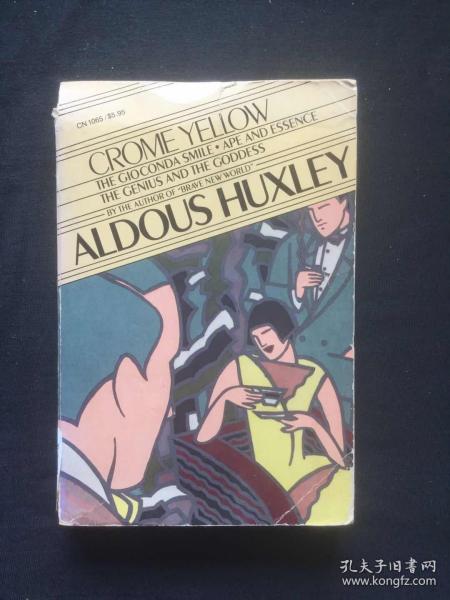 CN 1065 / $5.95
CROME YELLOW
THE GIOCONDA SMILE • APE AND ESSENCE
THE GENIUS AND THE GODDESS
BY THE AUTHOR OF "BRAVE NEW WORLD"
ALDOUS HUXLEY
孔夫子旧书网
www.kongfz.com